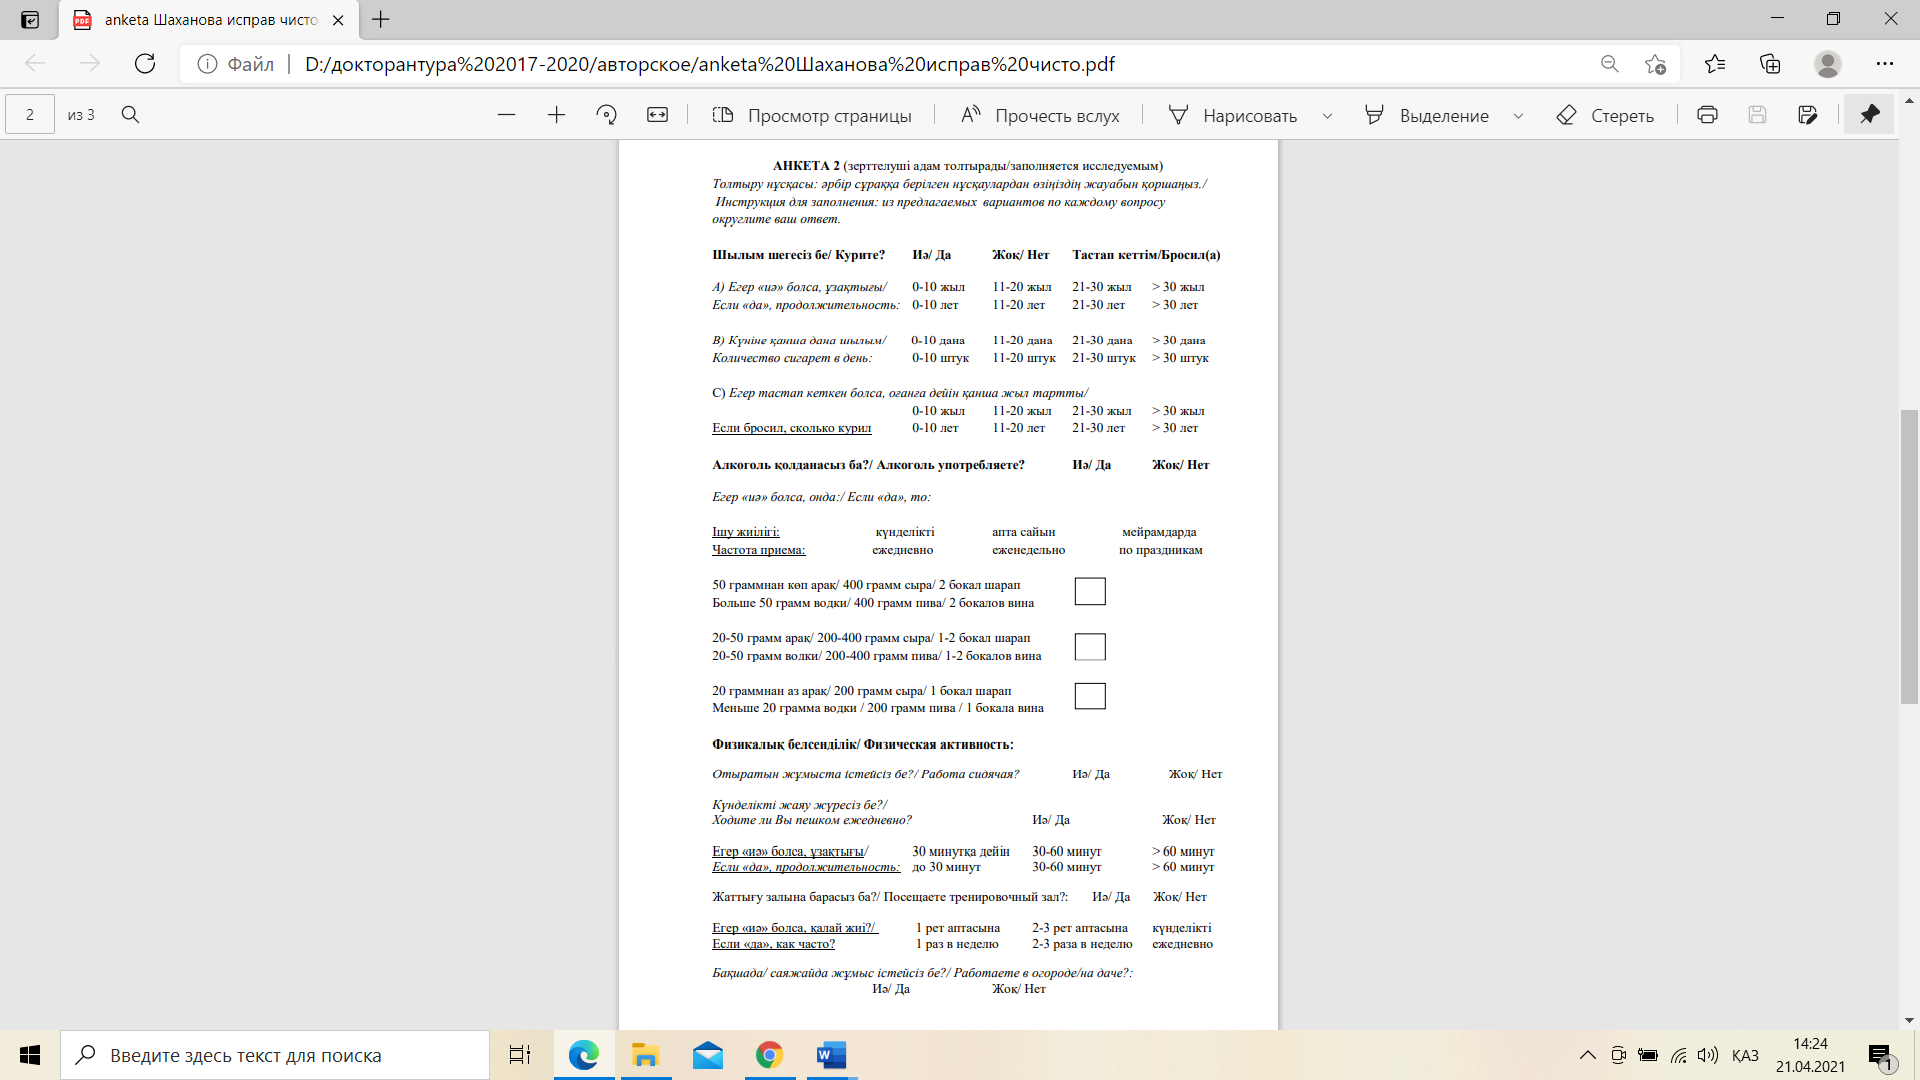 anketa Шаханова исправ чисто.
Файл
D:/докторантура%202017-2020/авторское/anketa%20Шаханова%20исправ%20чисто.pdf
2 из 3
Просмотр страницы
Прочесть вслух
Нарисовать
Выделение
Стереть
АНКЕТА 2 (зерттелуші адам толтырады/заполняется исследуемым)
Толтыру нұсқасы: әрбір сұраққа берілген нұсқаулардан өзіңіздің жауабын қоршаңыз./
Инструкция для заполнения: из предлагаемых вариантов по каждому вопросу
округлите ваш ответ.
Шылым шегесіз бе/ Курите? Иә/ Да Жоқ/ Нет Тастап кеттім/Бросил(а)
А) Егер «иә» болса, ұзақтығы/ 0-10 жыл 11-20 жыл 21-30 жыл > 30 жыл
Если «да», продолжительность: 0-10 лет 11-20 лет 21-30 лет > 30 лет
В) Күніне қанша дана шылым/ 0-10 дана 11-20 дана 21-30 дана > 30 дана
Количество сигарет в день: 0-10 штук 11-20 штук 21-30 штук > 30 штук
С) Егер тастап кеткен болса, оғанға дейін қанша жыл тартты/
0-10 жыл 11-20 жыл 21-30 жыл > 30 жыл
Если бросил, сколько курил 0-10 лет 11-20 лет 21-30 лет > 30 лет
Алкоголь қолданасыз ба?/ Алкоголь употребляете? Иә/ Да Жоқ/ Нет
Егер «иә» болса, онда:/ Если «да», то:
Ішу жиілігі: күнделікті апта сайын мейрамдарда
Частота приема: ежедневно еженедельно по праздникам
50 граммнан көп арақ/ 400 грамм сыра/ 2 бокал шарап
Больше 50 грамм водки/ 400 грамм пива/ 2 бокалов вина
20-50 грамм арақ/ 200-400 грамм сыра/ 1-2 бокал шарап
20-50 грамм водки/ 200-400 грамм пива/ 1-2 бокалов вина
20 граммнан аз арақ/ 200 грамм сыра/ 1 бокал шарап
Меньше 20 грамма водки / 200 грамм пива / 1 бокала вина
Физикалық белсенділік/ Физическая активность:
Отыратын жұмыста істейсіз бе?/ Работа сидячая? Иә/ Да Жоқ/ Нет
Күнделікті жаяу жүресіз бе?/
Ходите ли Вы пешком ежедневно? Иә/ Да Жоқ/ Нет
Егер «иә» болса, ұзақтығы/ 30 минутқа дейін 30-60 минут > 60 минут
Если «да», продолжительность: до 30 минут 30-60 минут > 60 минут
Жаттығу залына барасыз ба?/ Посещаете тренировочный зал?: Иә/ Да Жоқ/ Нет
Егер «иә» болса, қалай жиі?/ 1 рет аптасына 2-3 рет аптасына күнделікті
Если «да», как часто? 1 раз в неделю 2-3 раза в неделю ежедневно
Бақшада/ саяжайда жұмыс істейсіз бе?/ Работаете в огороде/на даче?:
Иә/ Да Жоқ/ Нет
Введите здесь текст для поиска
ҚАЗ
14:24
21.04.2021
1